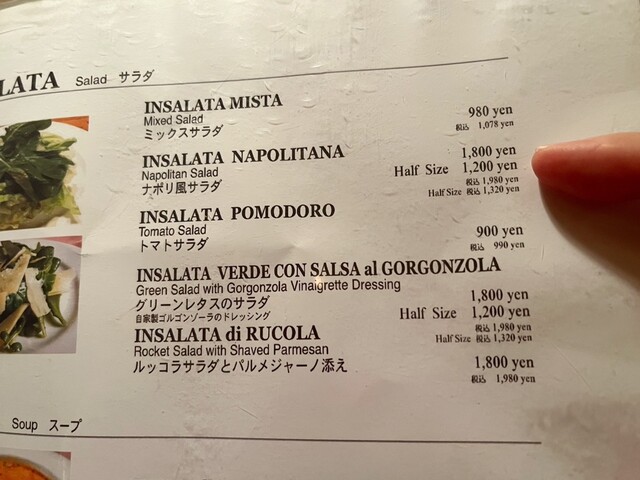 LATA Salad サラダ
INSALATA MISTA
Mixed Salad
ミックスサラダ
980 yen
税込 1,078 yen
INSALATA NAPOLITANA
Napolitan Salad
ナポリ風サラダ
1,800 yen
Half Size 1,200 yen
税込 1,980 yen
Half Size 税込 1,320 yen
INSALATA POMODORO
Tomato Salad
トマトサラダ
900 yen
税込 990 yen
INSALATA VERDE CON SALSA al GORGONZOLA
Green Salad with Gorgonzola Vinaigrette Dressing
グリーンレタスのサラダ
自家製ゴルゴンゾーラのドレッシング
1,800 yen
Half Size 1,200 yen
税込 1,980 yen
Half Size 税込 1,320 yen
INSALATA di RUCOLA
Rocket Salad with Shaved Parmesan
ルッコラサラダとパルメジャーノ添え
1,800 yen
税込 1,980 yen
Soup スープ